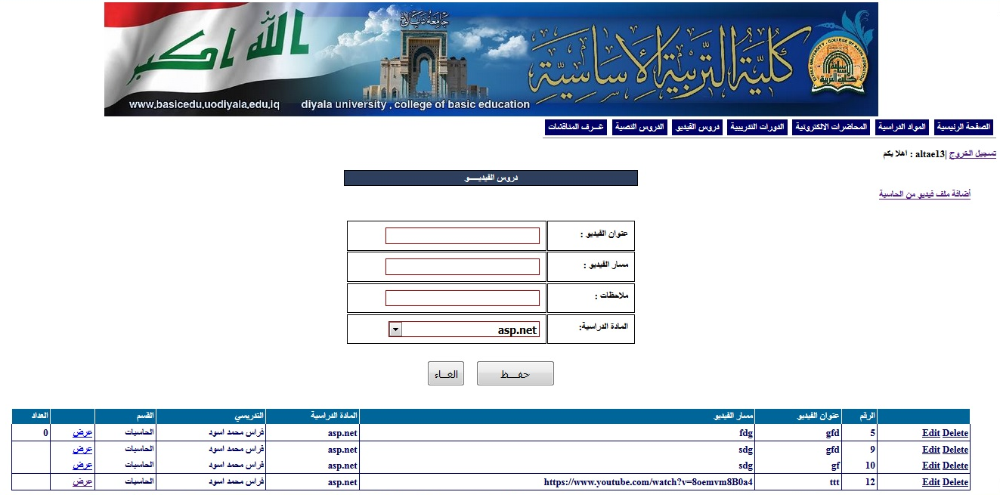 الله اكبر
جامعة ديالى
كلية التربية الاساسية
www.basicedu.uodiyala.edu.iq diyala university . college of basic education
الصفحة الرئيسية المواد الدراسية المحاضرات الالكترونية الدورات التدريبية دروس الفيديو الدروس النصية غـــرف المناقشات
تسجيل الخروج| altae13 : اهلا بكم
دروس الفيديـــــو
أضافة ملف فيديو من الحاسبة
عنوان الفيديو :
مسار الفيديو :
ملاحظات :
المادة الدراسية: asp.net
حفـــظ الغــاء
الرقم عنوان الفيديو مسار الفيديو المادة الدراسية التدريسي القسم العداد
Edit Delete 5 gfd fdg asp.net فراس محمد اسود الحاسبات عرض 0
Edit Delete 9 gfd sdg asp.net فراس محمد اسود الحاسبات عرض
Edit Delete 10 gf sdg asp.net فراس محمد اسود الحاسبات عرض
Edit Delete 12 ttt https://www.youtube.com/watch?v=8oemvm8B0a4 asp.net فراس محمد اسود الحاسبات عرض